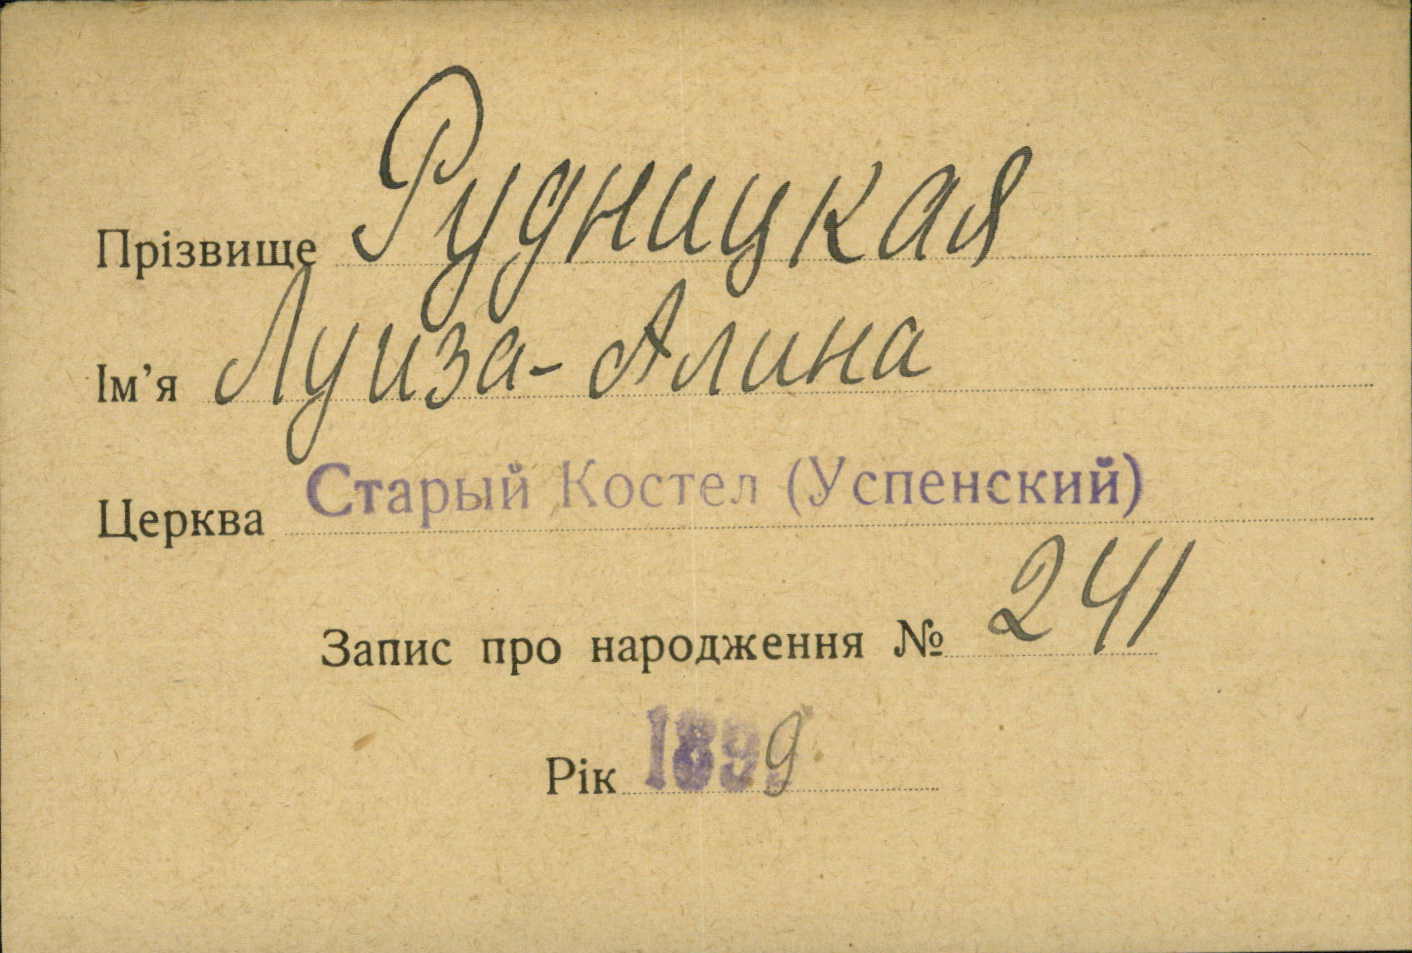 Прізвище Рудницкая
Ім’я Луиза-Алина
Церква Старый Костел (Успенский)
Запис про народження № 241
Рік 1899